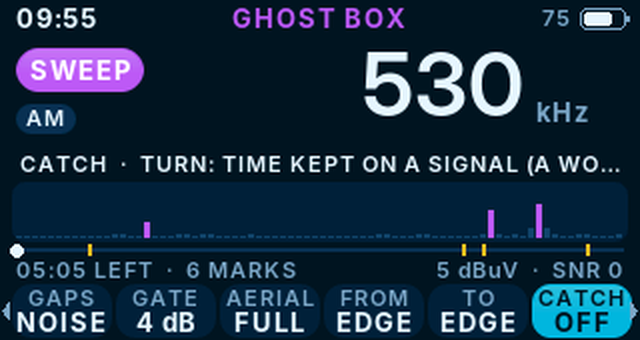 09:55 GHOST BOX 75
SWEEP
530 kHz
AM
CATCH · TURN: TIME KEPT ON A SIGNAL (A WO...
05:05 LEFT · 6 MARKS 5 dBuV · SNR 0
GAPS GATE AERIAL FROM TO CATCH
NOISE 4 dB FULL EDGE EDGE OFF